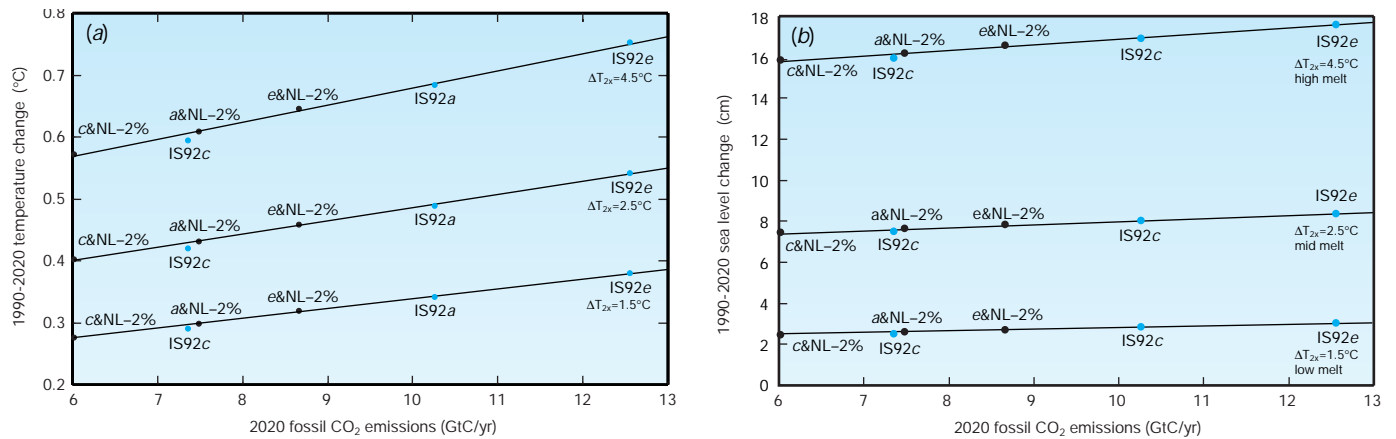 (a)
1990-2020 temperature change (°C)
0.8
0.7
0.6
0.5
0.4
0.3
0.2
c&NL–2%
a&NL–2%
e&NL–2%
IS92c
IS92a
IS92e
ΔT2x=4.5°C
c&NL–2%
a&NL–2%
e&NL–2%
IS92c
IS92a
IS92e
ΔT2x=2.5°C
c&NL–2%
a&NL–2%
e&NL–2%
IS92c
IS92a
IS92e
ΔT2x=1.5°C
6 7 8 9 10 11 12 13
2020 fossil CO2 emissions (GtC/yr)
(b)
1990-2020 sea level change (cm)
18
16
14
12
10
8
6
4
2
0
c&NL–2%
a&NL–2%
e&NL–2%
IS92c
IS92c
IS92e
ΔT2x=4.5°C
high melt
c&NL–2%
a&NL–2%
e&NL–2%
IS92c
IS92c
IS92e
ΔT2x=2.5°C
mid melt
c&NL–2%
a&NL–2%
e&NL–2%
IS92c
IS92c
IS92e
ΔT2x=1.5°C
low melt
6 7 8 9 10 11 12 13
2020 fossil CO2 emissions (GtC/yr)